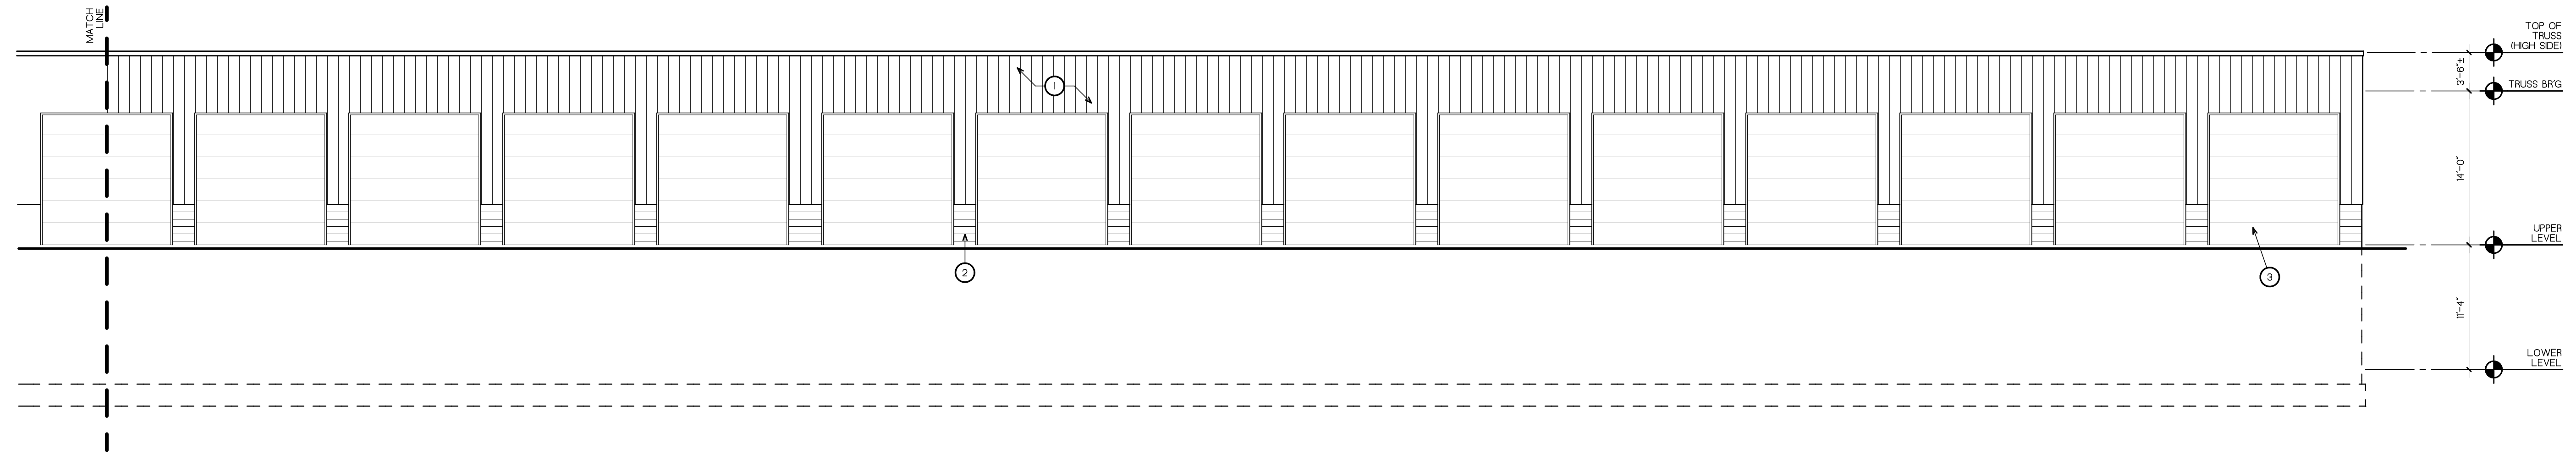 MATCH
LINE
TOP OF
TRUSS
(HIGH SIDE)
3'-6"±
TRUSS BR'G
1
14'-0"
UPPER
LEVEL
2
3
11'-4"
LOWER
LEVEL